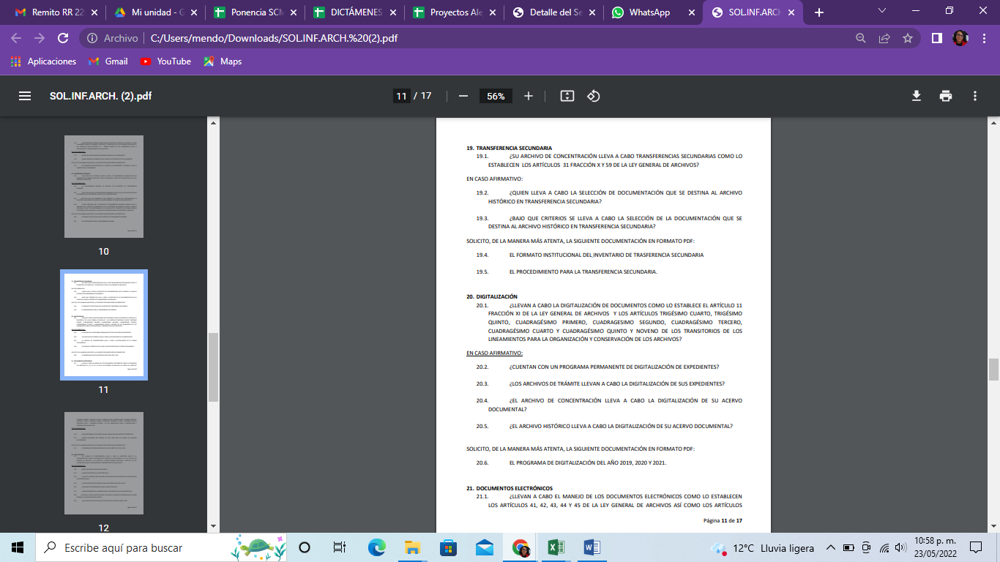 Remito RR 22
Mi unidad - G
Ponencia SCM
DICTÁMENES
Proyectos Ale
Detalle del Se
WhatsApp
SOL.INF.ARCH
Archivo
C:/Users/mendo/Downloads/SOL.INF.ARCH.%20(2).pdf
Aplicaciones
Gmail
YouTube
Maps
SOL.INF.ARCH. (2).pdf
11 / 17
56%
10
11
12
19. TRANSFERENCIA SECUNDARIA
19.1. ¿SU ARCHIVO DE CONCENTRACIÓN LLEVA A CABO TRANSFERENCIAS SECUNDARIAS COMO LO
ESTABLECEN LOS ARTÍCULOS 31 FRACCIÓN X Y 59 DE LA LEY GENERAL DE ARCHIVOS?
EN CASO AFIRMATIVO:
19.2. ¿QUIEN LLEVA A CABO LA SELECCIÓN DE DOCUMENTACIÓN QUE SE DESTINA AL ARCHIVO
HISTÓRICO EN TRANSFERENCIA SECUNDARIA?
19.3. ¿BAJO QUE CRITERIOS SE LLEVA A CABO LA SELECCIÓN DE LA DOCUMENTACIÓN QUE SE
DESTINA AL ARCHIVO HISTÓRICO EN TRANSFERENCIA SECUNDARIA?
SOLICITO, DE LA MANERA MÁS ATENTA, LA SIGUIENTE DOCUMENTACIÓN EN FORMATO PDF:
19.4. EL FORMATO INSTITUCIONAL DEL INVENTARIO DE TRASFERENCIA SECUNDARIA
19.5. EL PROCEDIMIENTO PARA LA TRANSFERENCIA SECUNDARIA.
20. DIGITALIZACIÓN
20.1. ¿LLEVAN A CABO LA DIGITALIZACIÓN DE DOCUMENTOS COMO LO ESTABLECE EL ARTÍCULO 11
FRACCIÓN XI DE LA LEY GENERAL DE ARCHIVOS Y LOS ARTÍCULOS TRIGÉSIMO CUARTO, TRIGÉSIMO
QUINTO, CUADRAGÉSIMO PRIMERO, CUADRAGESIMO SEGUNDO, CUADRAGÉSIMO TERCERO,
CUADRAGÉSIMO CUARTO Y CUADRAGÉSIMO QUINTO Y NOVENO DE LOS TRANSITORIOS DE LOS
LINEAMIENTOS PARA LA ORGANIZACIÓN Y CONSERVACIÓN DE LOS ARCHIVOS?
EN CASO AFIRMATIVO:
20.2. ¿CUENTAN CON UN PROGRAMA PERMANENTE DE DIGITALIZACIÓN DE EXPEDIENTES?
20.3. ¿LOS ARCHIVOS DE TRÁMITE LLEVAN A CABO LA DIGITALIZACIÓN DE SUS EXPEDIENTES?
20.4. ¿EL ARCHIVO DE CONCENTRACIÓN LLEVA A CABO LA DIGITALIZACIÓN DE SU ACERVO
DOCUMENTAL?
20.5. ¿EL ARCHIVO HISTÓRICO LLEVA A CABO LA DIGITALIZACIÓN DE SU ACERVO DOCUMENTAL?
SOLICITO, DE LA MANERA MÁS ATENTA, LA SIGUIENTE DOCUMENTACIÓN EN FORMATO PDF:
20.6. EL PROGRAMA DE DIGITALIZACIÓN DEL AÑO 2019, 2020 Y 2021.
21. DOCUMENTOS ELECTRÓNICOS
21.1. ¿LLEVAN A CABO EL MANEJO DE LOS DOCUMENTOS ELECTRÓNICOS COMO LO ESTABLECEN
LOS ARTÍCULOS 41, 42, 43, 44 Y 45 DE LA LEY GENERAL DE ARCHIVOS ASÍ COMO LOS ARTÍCULOS
Página 11 de 17
Escribe aquí para buscar
12°C Lluvia ligera
10:58 p. m.
23/05/2022